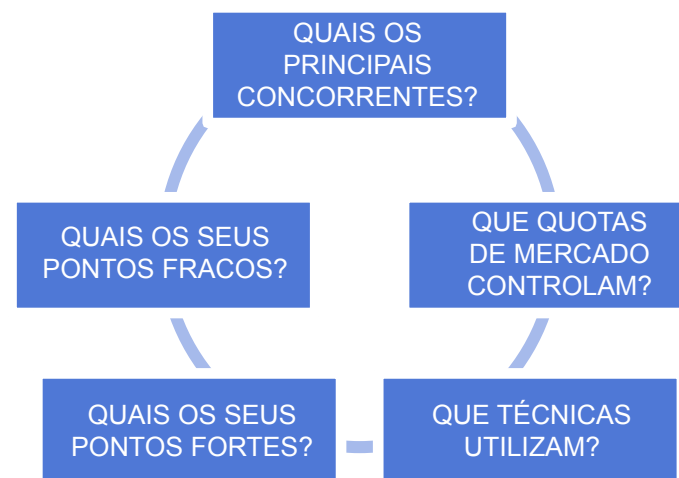 QUAIS OS
PRINCIPAIS
CONCORRENTES?
QUE QUOTAS
DE MERCADO
CONTROLAM?
QUE TÉCNICAS
UTILIZAM?
QUAIS OS SEUS
PONTOS FORTES?
QUAIS OS SEUS
PONTOS FRACOS?